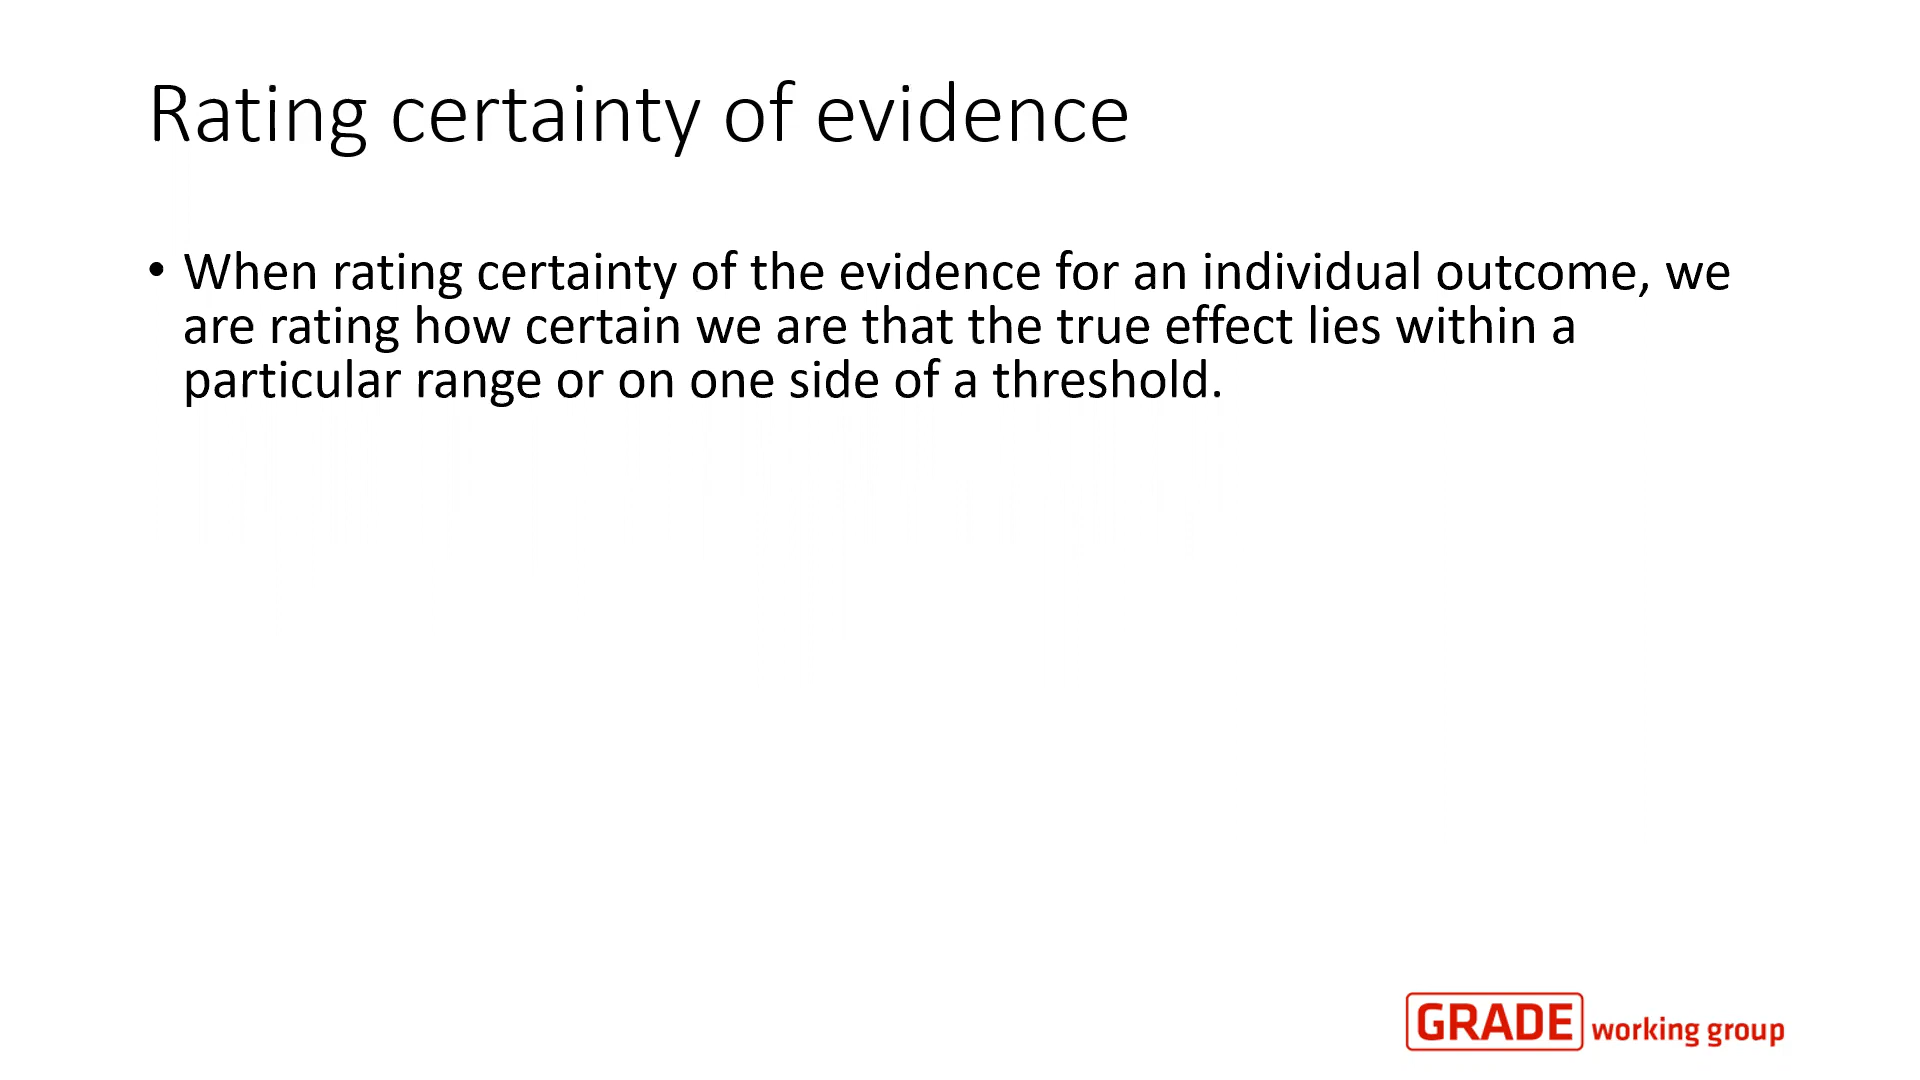 Rating certainty of evidence
• When rating certainty of the evidence for an individual outcome, we
are rating how certain we are that the true effect lies within a
particular range or on one side of a threshold.
GRADE working group